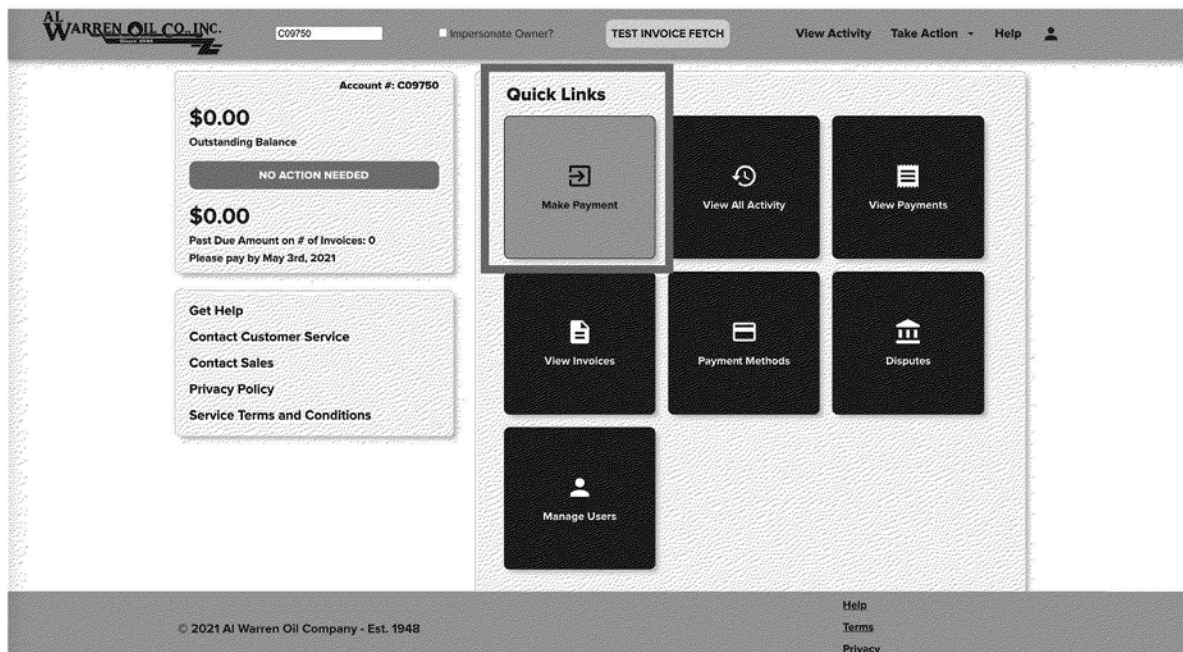 AL
WARREN OIL CO., INC.
Since 1948
C09750
Impersonate Owner?
TEST INVOICE FETCH
View Activity
Take Action
Help
Account #: C09750
$0.00
Outstanding Balance
NO ACTION NEEDED
$0.00
Past Due Amount on # of Invoices: 0
Please pay by May 3rd, 2021
Get Help
Contact Customer Service
Contact Sales
Privacy Policy
Service Terms and Conditions
Quick Links
Make Payment
View All Activity
View Payments
View Invoices
Payment Methods
Disputes
Manage Users
© 2021 Al Warren Oil Company - Est. 1948
Help
Terms
Privacy